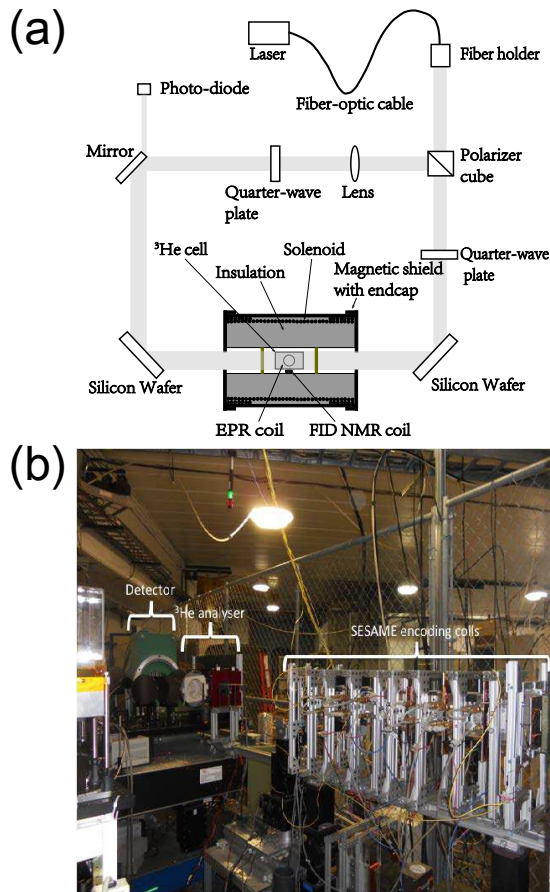 (a)
Laser
Fiber holder
Fiber-optic cable
Photo-diode
Mirror
Polarizer
cube
Quarter-wave
plate
Lens
³He cell
Solenoid
Insulation
Magnetic shield
with endcap
Quarter-wave
plate
Silicon Wafer
Silicon Wafer
EPR coil
FID NMR coil
(b)
Detector
³He analyser
SESAME encoding coils